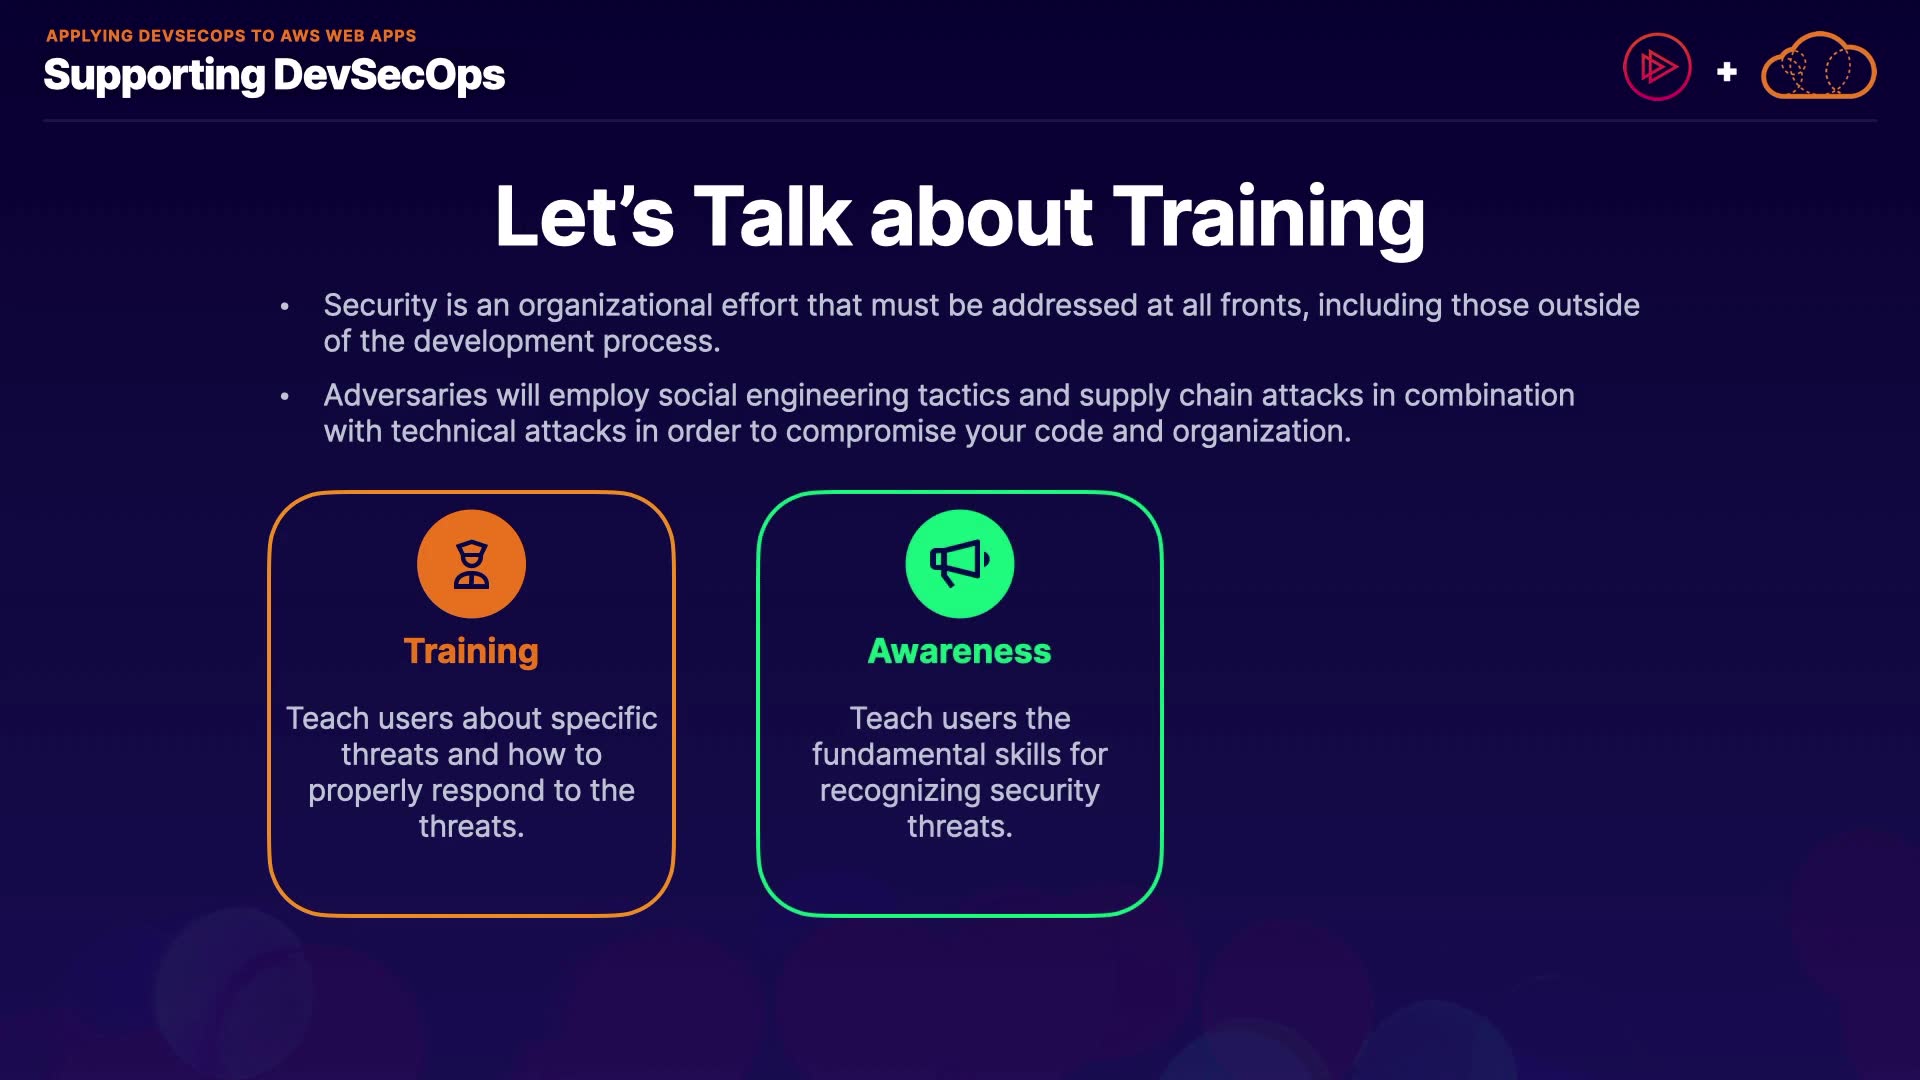 APPLYING DEVSECOPS TO AWS WEB APPS
Supporting DevSecOps
Let’s Talk about Training
• Security is an organizational effort that must be addressed at all fronts, including those outside
of the development process.
• Adversaries will employ social engineering tactics and supply chain attacks in combination
with technical attacks in order to compromise your code and organization.
Training
Teach users about specific
threats and how to
properly respond to the
threats.
Awareness
Teach users the
fundamental skills for
recognizing security
threats.